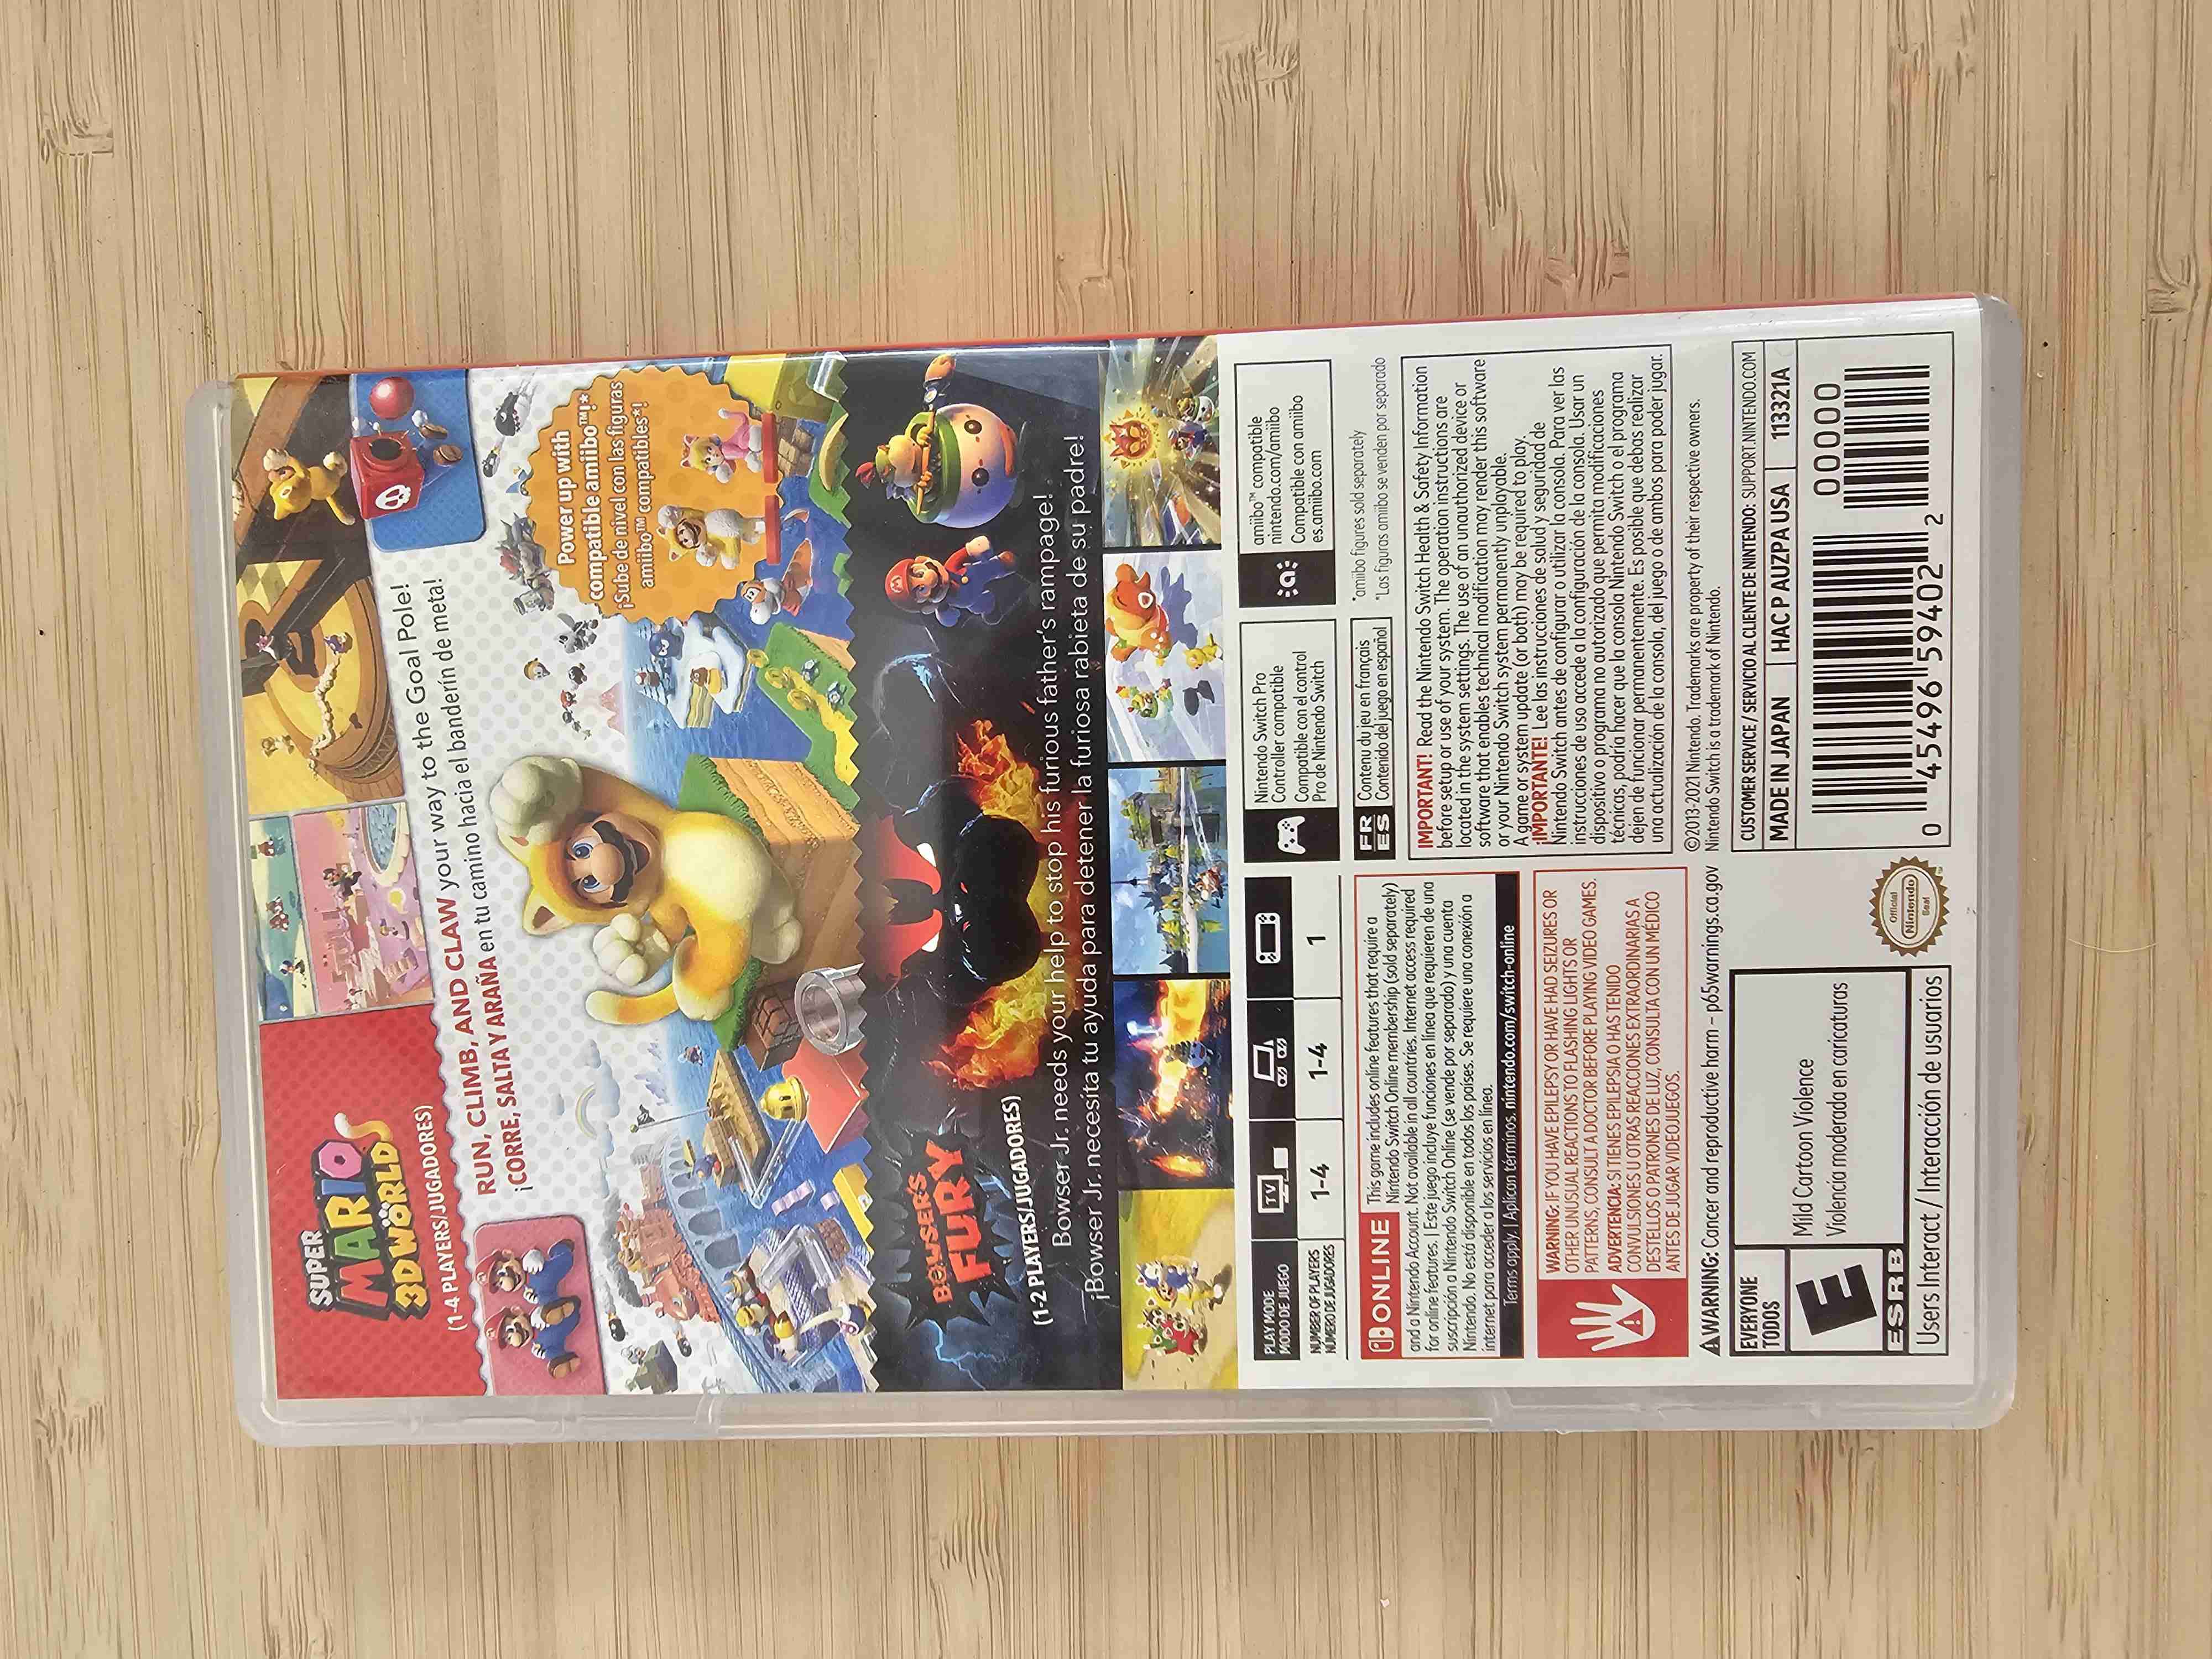 SUPER
MARIO
3D WORLD
(1-4 PLAYERS/JUGADORES)
RUN, CLIMB, AND CLAW your way to the Goal Pole!
¡CORRE, SALTA Y ARAÑA en tu camino hacia el banderín de metal!
Power up with
compatible amiibo™!*
¡Sube de nivel con las figuras
amiibo™ compatibles*!
BOWSER'S
FURY
(1-2 PLAYERS/JUGADORES)
Bowser Jr. needs your help to stop his furious father's rampage!
¡Bowser Jr. necesita tu ayuda para detener la furiosa rabieta de su padre!
PLAY MODE
MODO DE JUEGO
TV
NUMBER OF PLAYERS
NÚMERO DE JUGADORES
1-4
1-4
1
Nintendo Switch Pro
Controller compatible
Compatible con el control
Pro de Nintendo Switch
amiibo™ compatible
nintendo.com/amiibo
Compatible con amiibo
es.amiibo.com
ONLINE
This game includes online features that require a
Nintendo Switch Online membership (sold separately)
and a Nintendo Account. Not available in all countries. Internet access required
for online features. | Este juego incluye funciones en línea que requieren de una
suscripción a Nintendo Switch Online (se vende por separado) y una cuenta
Nintendo. No está disponible en todos los países. Se requiere una conexión a
internet para acceder a los servicios en línea.
Terms apply. | Aplican términos. nintendo.com/switch-online
FR
ES
Contenu du jeu en français
Contenido del juego en español
*amiibo figures sold separately
*Las figuras amiibo se venden por separado
IMPORTANT! Read the Nintendo Switch Health & Safety Information
before setup or use of your system. The operation instructions are
located in the system settings. The use of an unauthorized device or
software that enables technical modification may render this software
or your Nintendo Switch system permanently unplayable.
A game or system update (or both) may be required to play.
¡IMPORTANTE! Lee las instrucciones de salud y seguridad de
Nintendo Switch antes de configurar o utilizar la consola. Para ver las
instrucciones de uso accede a la configuración de la consola. Usar un
dispositivo o programa no autorizado que permita modificaciones
técnicas, podría hacer que la consola Nintendo Switch o el programa
dejen de funcionar permanentemente. Es posible que debas realizar
una actualización de la consola, del juego o de ambos para poder jugar.
WARNING: IF YOU HAVE EPILEPSY OR HAVE HAD SEIZURES OR
OTHER UNUSUAL REACTIONS TO FLASHING LIGHTS OR
PATTERNS, CONSULT A DOCTOR BEFORE PLAYING VIDEO GAMES.
ADVERTENCIA: SI TIENES EPILEPSIA O HAS TENIDO
CONVULSIONES U OTRAS REACCIONES EXTRAORDINARIAS A
DESTELLOS O PATRONES DE LUZ, CONSULTA CON UN MÉDICO
ANTES DE JUGAR VIDEOJUEGOS.
⚠WARNING: Cancer and reproductive harm – p65warnings.ca.gov
©2013-2021 Nintendo. Trademarks are property of their respective owners.
Nintendo Switch is a trademark of Nintendo.
EVERYONE
TODOS
E
ESRB
Mild Cartoon Violence
Violencia moderada en caricaturas
Users Interact / Interacción de usuarios
Official
Nintendo
Seal
CUSTOMER SERVICE / SERVICIO AL CLIENTE DE NINTENDO: SUPPORT.NINTENDO.COM
MADE IN JAPAN
HAC P AUZPA USA
113321A
00000
0 45496 59402 2